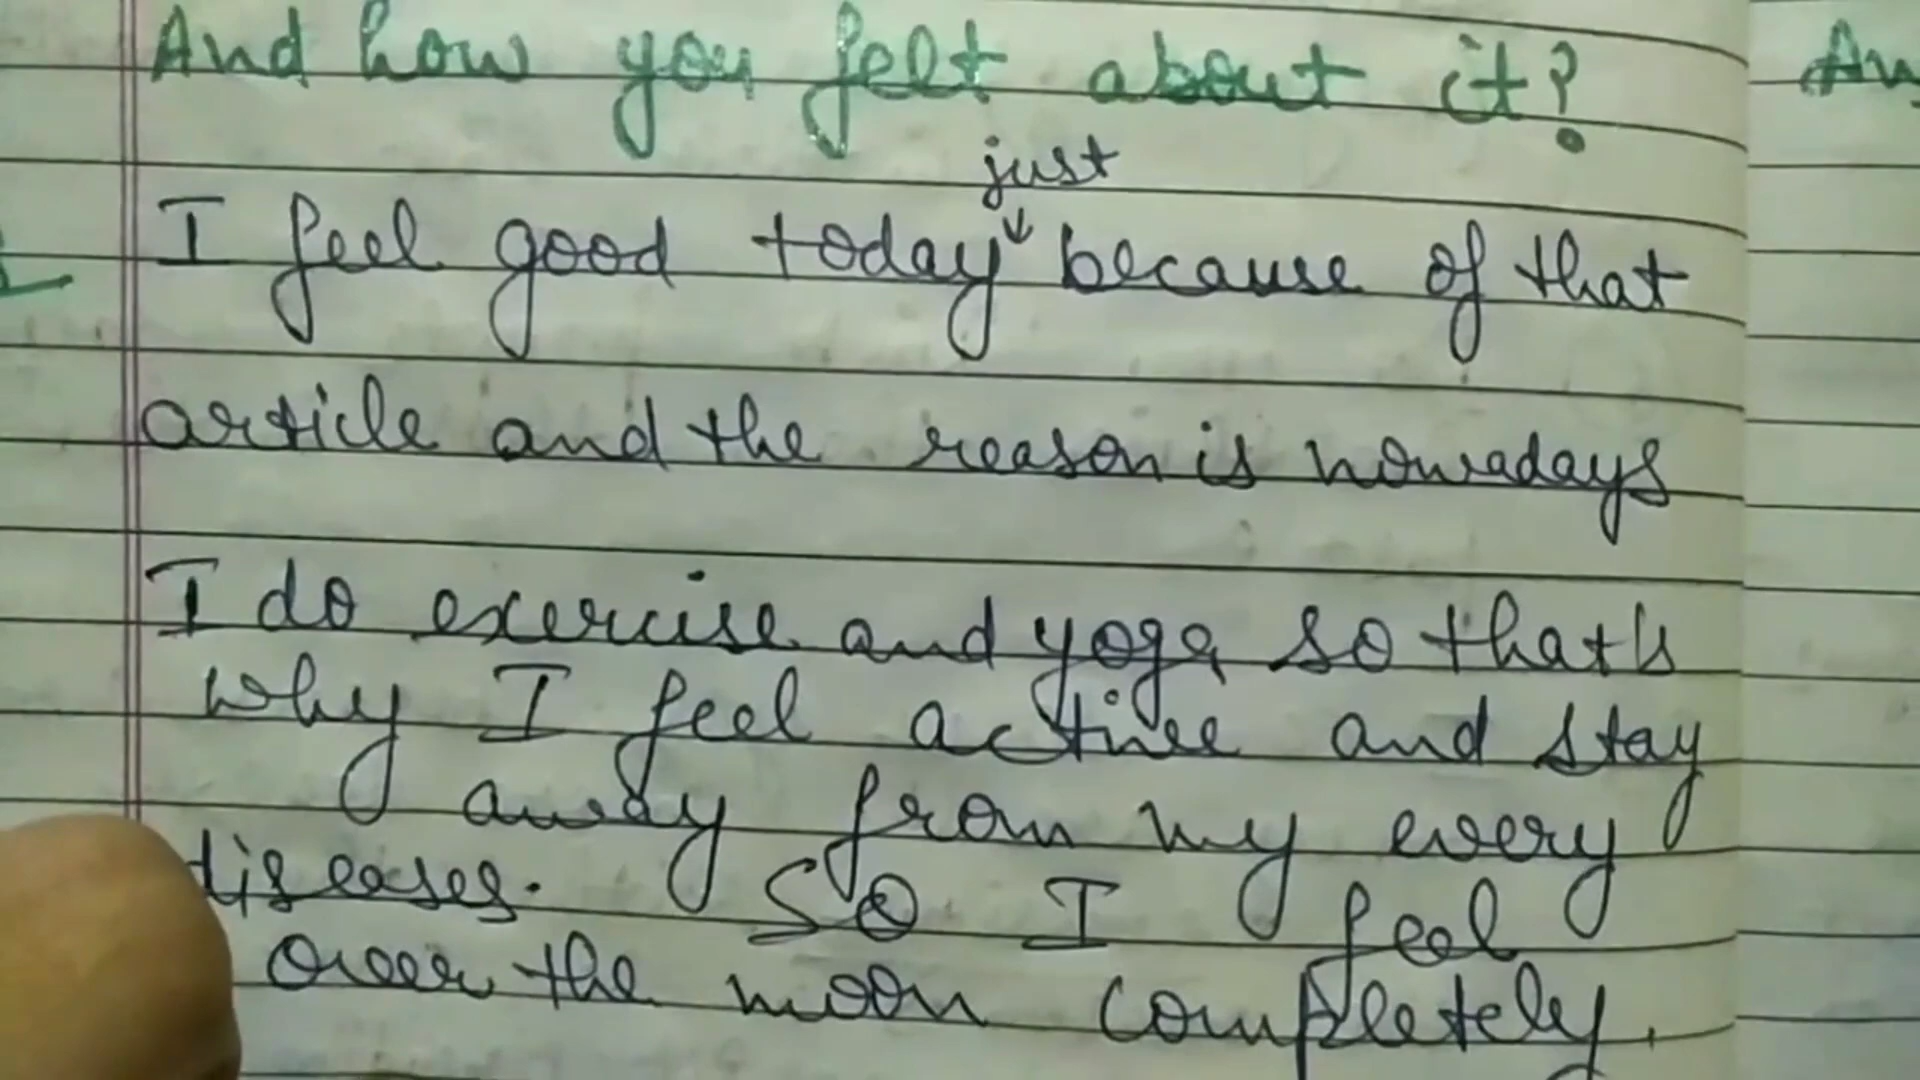 And how you felt about it?
just
I feel good today because of that
article and the reason is nowadays
I do exercise and yoga so that's
why I feel active and stay
away from my every
diseases. So I feel
over the moon completely.